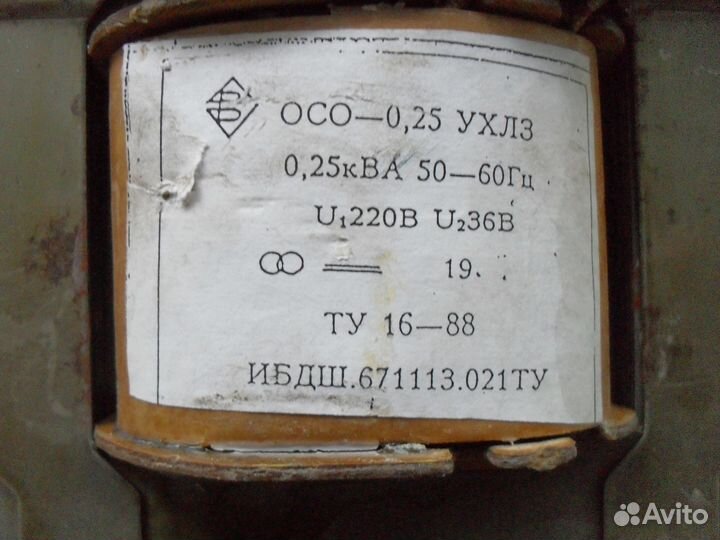 ОСО—0,25 УХЛ3
0,25кВА 50—60Гц
U₁220В U₂36В
19
ТУ 16—88
ИБДШ.671113.021ТУ
Avito